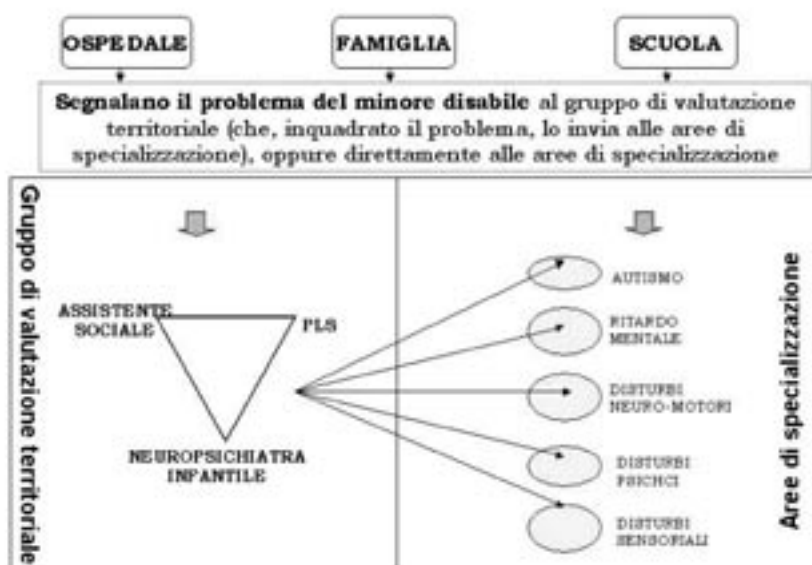 OSPEDALE
FAMIGLIA
SCUOLA
Segnalano il problema del minore disabile al gruppo di valutazione
territoriale (che, inquadrato il problema, lo invia alle aree di
specializzazione), oppure direttamente alle aree di specializzazione
Gruppo di valutazione territoriale
ASSISTENTE
SOCIALE
PLS
NEUROPSICHIATRA
INFANTILE
AUTISMO
RITARDO
MENTALE
DISTURBI
NEURO-MOTORI
DISTURBI
PSICHCI
DISTURBI
SENSORIALI
Aree di specializzazione